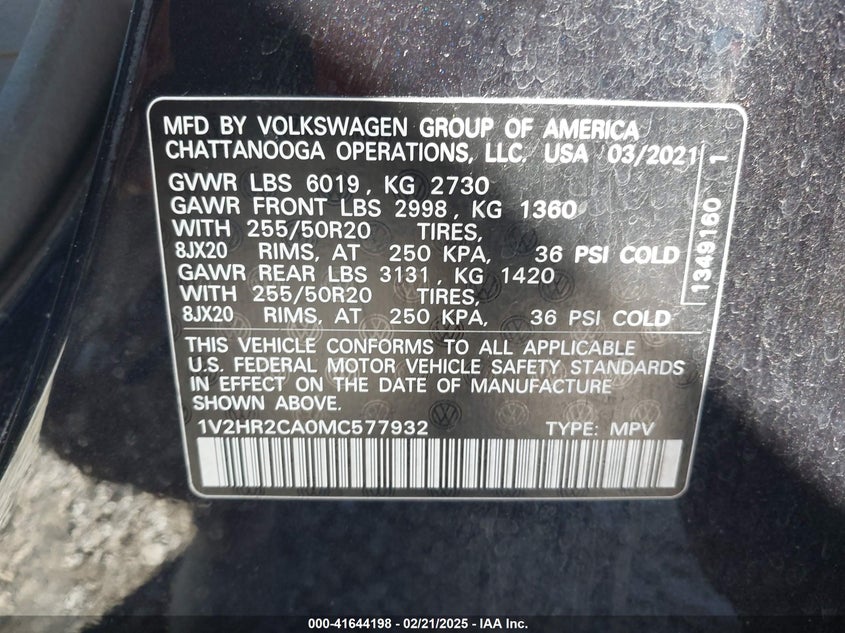 MFD BY VOLKSWAGEN GROUP OF AMERICA
CHATTANOOGA OPERATIONS, LLC. USA 03/2021
GVWR LBS 6019, KG 2730
GAWR FRONT LBS 2998, KG 1360
WITH 255/50R20 TIRES,
8JX20 RIMS, AT 250 KPA, 36 PSI COLD
GAWR REAR LBS 3131, KG 1420
WITH 255/50R20 TIRES,
8JX20 RIMS, AT 250 KPA, 36 PSI COLD
1349160 1
THIS VEHICLE CONFORMS TO ALL APPLICABLE
U.S. FEDERAL MOTOR VEHICLE SAFETY STANDARDS
IN EFFECT ON THE DATE OF MANUFACTURE
SHOWN ABOVE.
1V2HR2CA0MC577932 TYPE: MPV
000-41644198 - 02/21/2025 - IAA Inc.